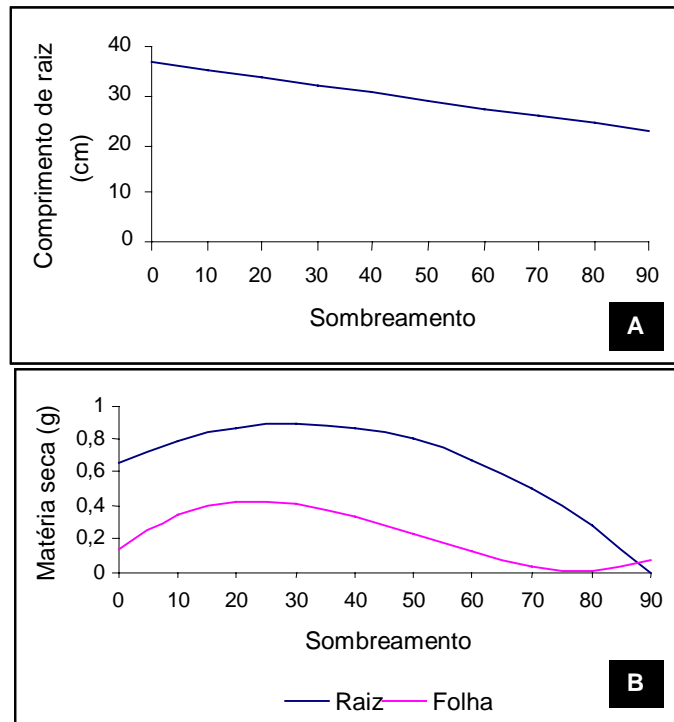 Comprimento de raiz
(cm)
40
30
20
10
0
0 10 20 30 40 50 60 70 80 90
Sombreamento
A
Matéria seca (g)
1
0,8
0,6
0,4
0,2
0
0 10 20 30 40 50 60 70 80 90
Sombreamento
Raiz Folha
B